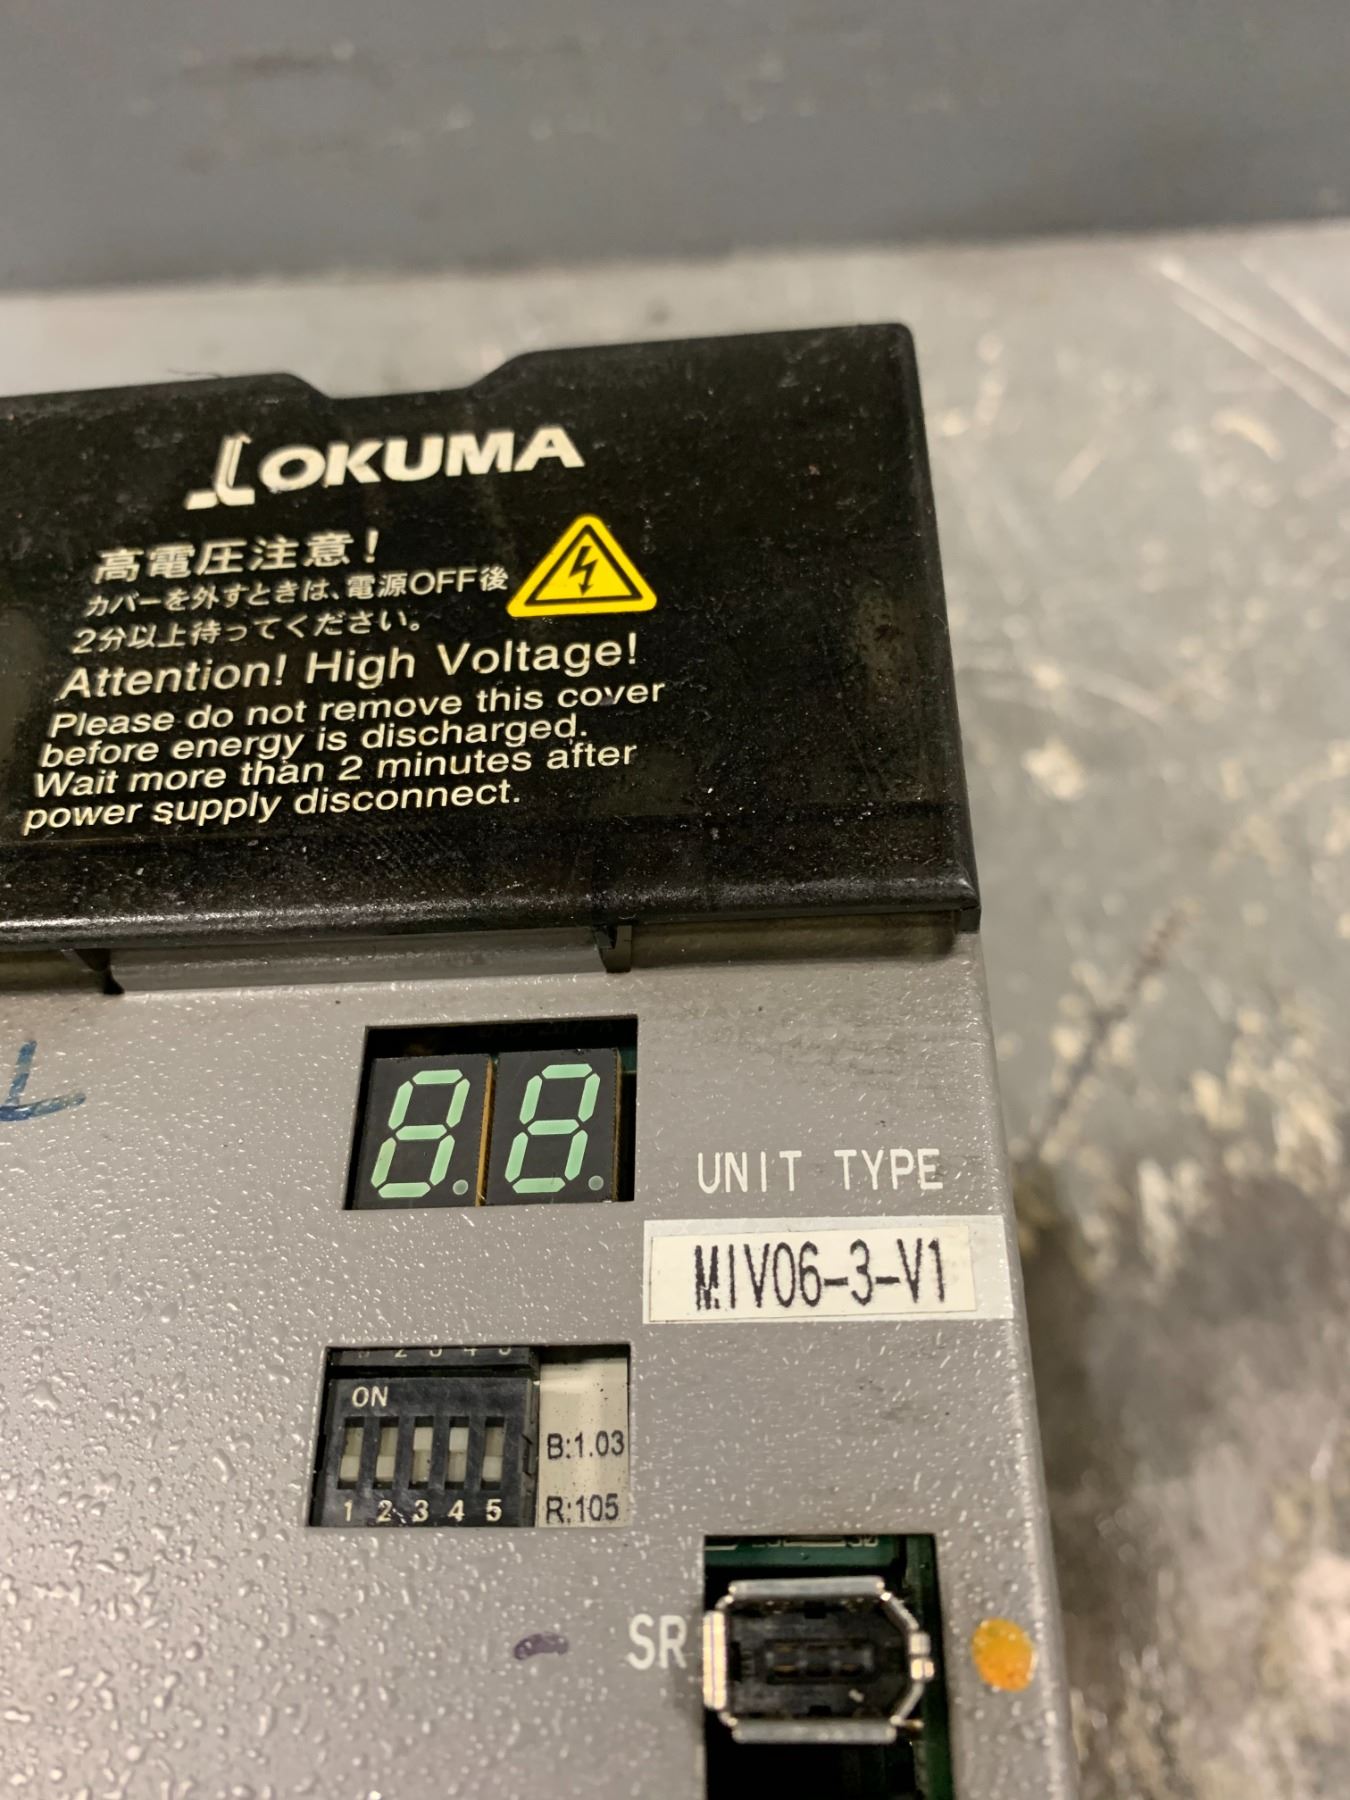 OKUMA
高電圧注意！
カバーを外すときは、電源OFF後
2分以上待ってください。
Attention! High Voltage!
Please do not remove this cover
before energy is discharged.
Wait more than 2 minutes after
power supply disconnect.
UNIT TYPE
MIV06-3-V1
ON
B:1.03
1 2 3 4 5
R:105
SR